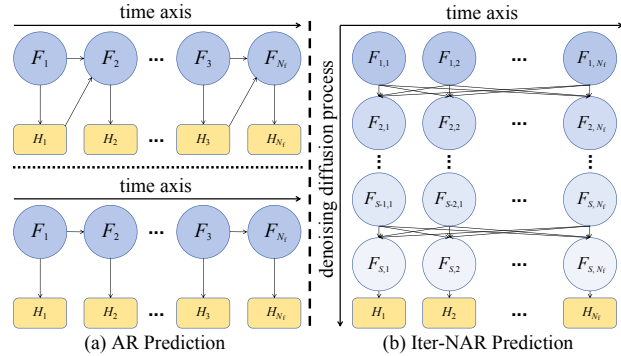 time axis
F1 F2 ... F3 FNf
H1 H2 ... H3 HNf
time axis
F1 F2 ... F3 FNf
H1 H2 ... H3 HNf
(a) AR Prediction
time axis
denoising diffusion process
F1,1 F1,2 ... F1,Nf
F2,1 F2,2 ... F2,Nf
FS-1,1 FS-2,1 ... FS,Nf
FS,1 FS,2 ... FS,Nf
H1 H2 ... HNf
(b) Iter-NAR Prediction